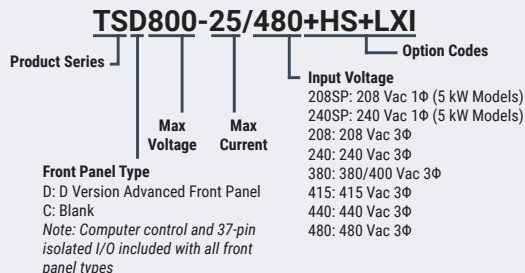 TSD800-25/480+HS+LXI
Product Series
Option Codes
Max
Voltage
Max
Current
Front Panel Type
D: D Version Advanced Front Panel
C: Blank
Note: Computer control and 37-pin
isolated I/O included with all front
panel types
Input Voltage
208SP: 208 Vac 1Φ (5 kW Models)
240SP: 240 Vac 1Φ (5 kW Models)
208: 208 Vac 3Φ
240: 240 Vac 3Φ
380: 380/400 Vac 3Φ
415: 415 Vac 3Φ
440: 440 Vac 3Φ
480: 480 Vac 3Φ